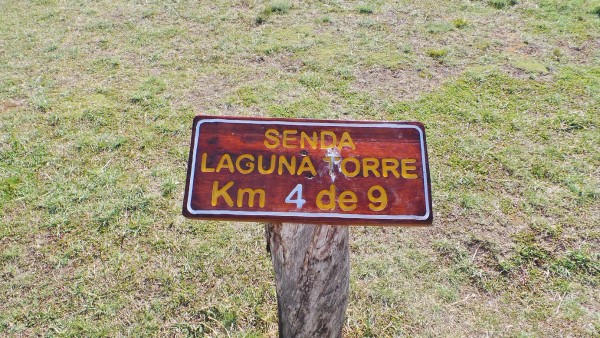 SENDA
LAGUNA TORRE
Km 4 de 9